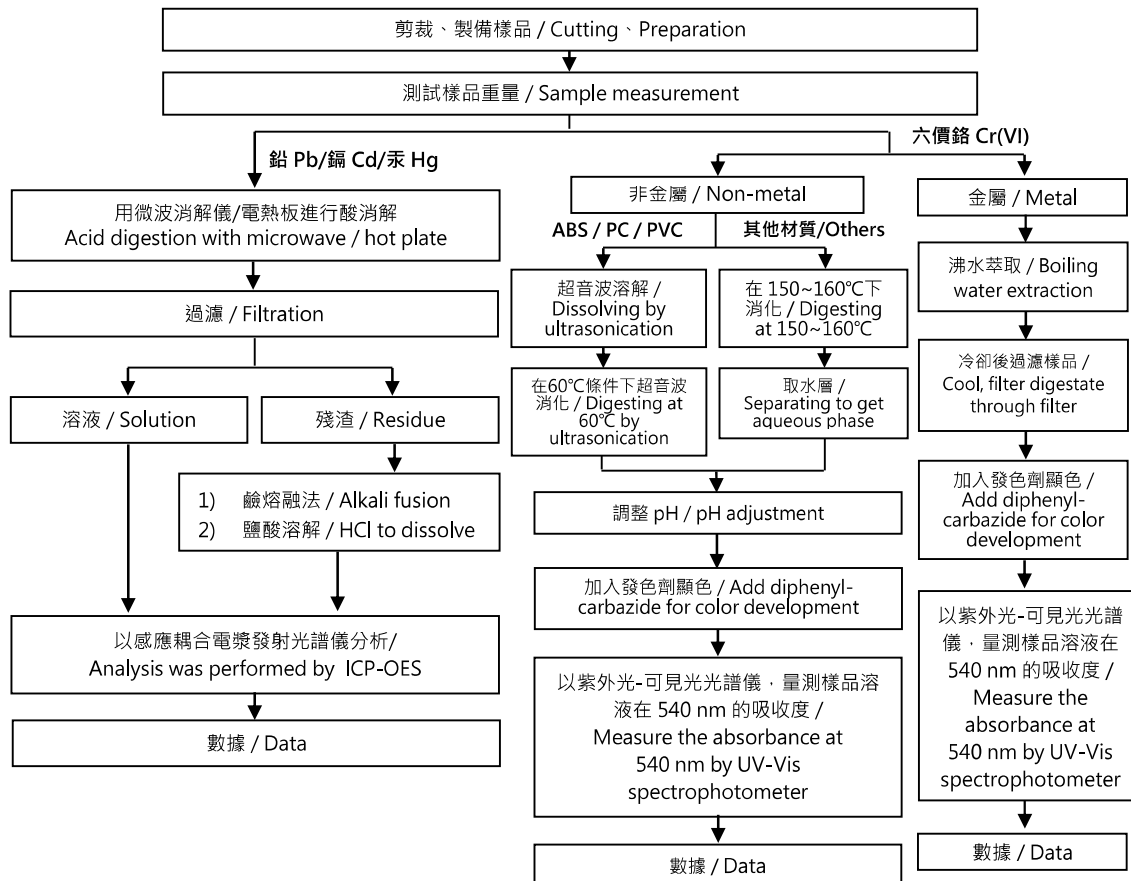 剪裁、製備樣品 / Cutting、Preparation
測試樣品重量 / Sample measurement
鉛 Pb/鎘 Cd/汞 Hg
六價鉻 Cr(VI)
用微波消解儀/電熱板進行酸消解
Acid digestion with microwave / hot plate
過濾 / Filtration
溶液 / Solution
殘渣 / Residue
1) 鹼熔融法 / Alkali fusion
2) 鹽酸溶解 / HCl to dissolve
以感應耦合電漿發射光譜儀分析/
Analysis was performed by ICP-OES
數據 / Data
非金屬 / Non-metal
ABS / PC / PVC
其他材質/Others
超音波溶解 /
Dissolving by
ultrasonication
在60℃條件下超音波
消化 / Digesting at
60℃ by
ultrasonication
在 150~160℃下
消化 / Digesting
at 150~160℃
取水層 /
Separating to get
aqueous phase
調整 pH / pH adjustment
加入發色劑顯色 / Add diphenyl-
carbazide for color development
以紫外光-可見光光譜儀，量測樣品溶
液在 540 nm 的吸收度 /
Measure the absorbance at
540 nm by UV-Vis
spectrophotometer
數據 / Data
金屬 / Metal
沸水萃取 / Boiling
water extraction
冷卻後過濾樣品 /
Cool, filter digestate
through filter
加入發色劑顯色 /
Add diphenyl-
carbazide for color
development
以紫外光-可見光光譜
儀，量測樣品溶液在
540 nm 的吸收度 /
Measure the
absorbance at
540 nm by UV-Vis
spectrophotometer
數據 / Data